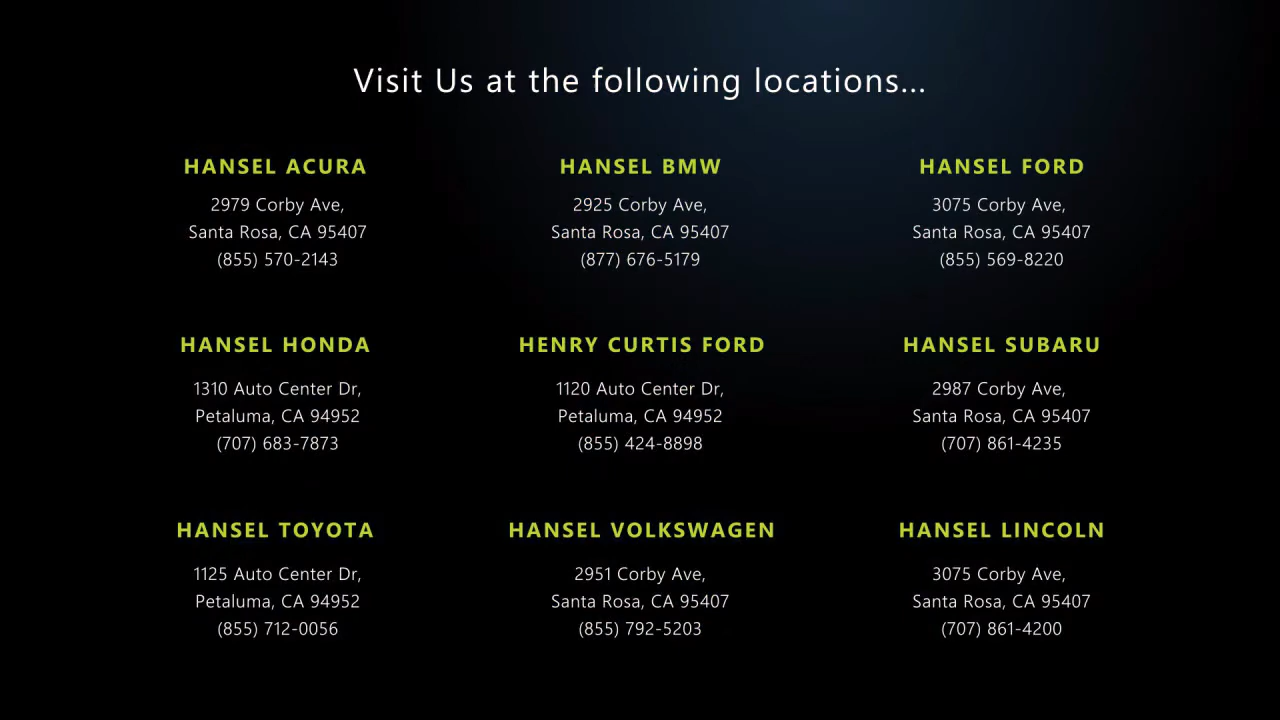 Visit Us at the following locations...
HANSEL ACURA
2979 Corby Ave,
Santa Rosa, CA 95407
(855) 570-2143
HANSEL BMW
2925 Corby Ave,
Santa Rosa, CA 95407
(877) 676-5179
HANSEL FORD
3075 Corby Ave,
Santa Rosa, CA 95407
(855) 569-8220
HANSEL HONDA
1310 Auto Center Dr,
Petaluma, CA 94952
(707) 683-7873
HENRY CURTIS FORD
1120 Auto Center Dr,
Petaluma, CA 94952
(855) 424-8898
HANSEL SUBARU
2987 Corby Ave,
Santa Rosa, CA 95407
(707) 861-4235
HANSEL TOYOTA
1125 Auto Center Dr,
Petaluma, CA 94952
(855) 712-0056
HANSEL VOLKSWAGEN
2951 Corby Ave,
Santa Rosa, CA 95407
(855) 792-5203
HANSEL LINCOLN
3075 Corby Ave,
Santa Rosa, CA 95407
(707) 861-4200